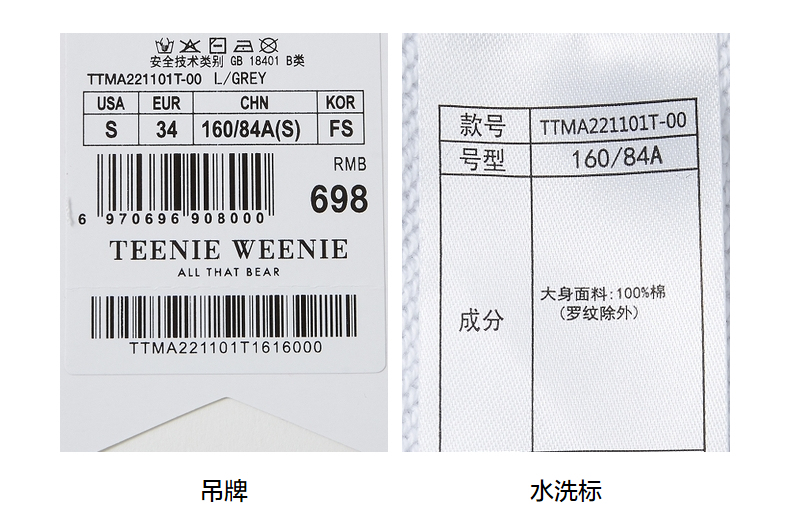 安全技术类别 GB 18401 B类
TTMA221101T-00 L/GREY
USA EUR CHN KOR
S 34 160/84A(S) FS
RMB
698
6 970696 908000
TEENIE WEENIE
ALL THAT BEAR
TTMA221101T1616000
吊牌
款号 TTMA221101T-00
号型 160/84A
成分 大身面料:100%棉
(罗纹除外)
水洗标